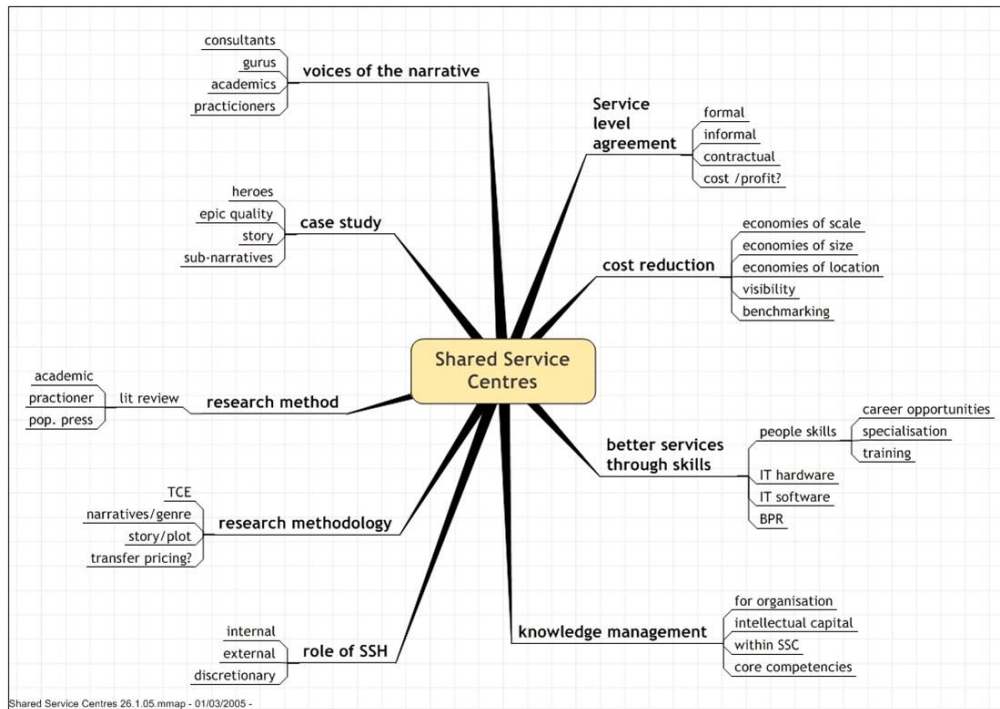 Shared Service
Centres
voices of the narrative
consultants
gurus
academics
practicioners
case study
heroes
epic quality
story
sub-narratives
research method
lit review
academic
practioner
pop. press
research methodology
TCE
narratives/genre
story/plot
transfer pricing?
role of SSH
internal
external
discretionary
Service
level
agreement
formal
informal
contractual
cost /profit?
cost reduction
economies of scale
economies of size
economies of location
visibility
benchmarking
better services
through skills
people skills
career opportunities
specialisation
training
IT hardware
IT software
BPR
knowledge management
for organisation
intellectual capital
within SSC
core competencies
Shared Service Centres 26.1.05.mmap - 01/03/2005 -